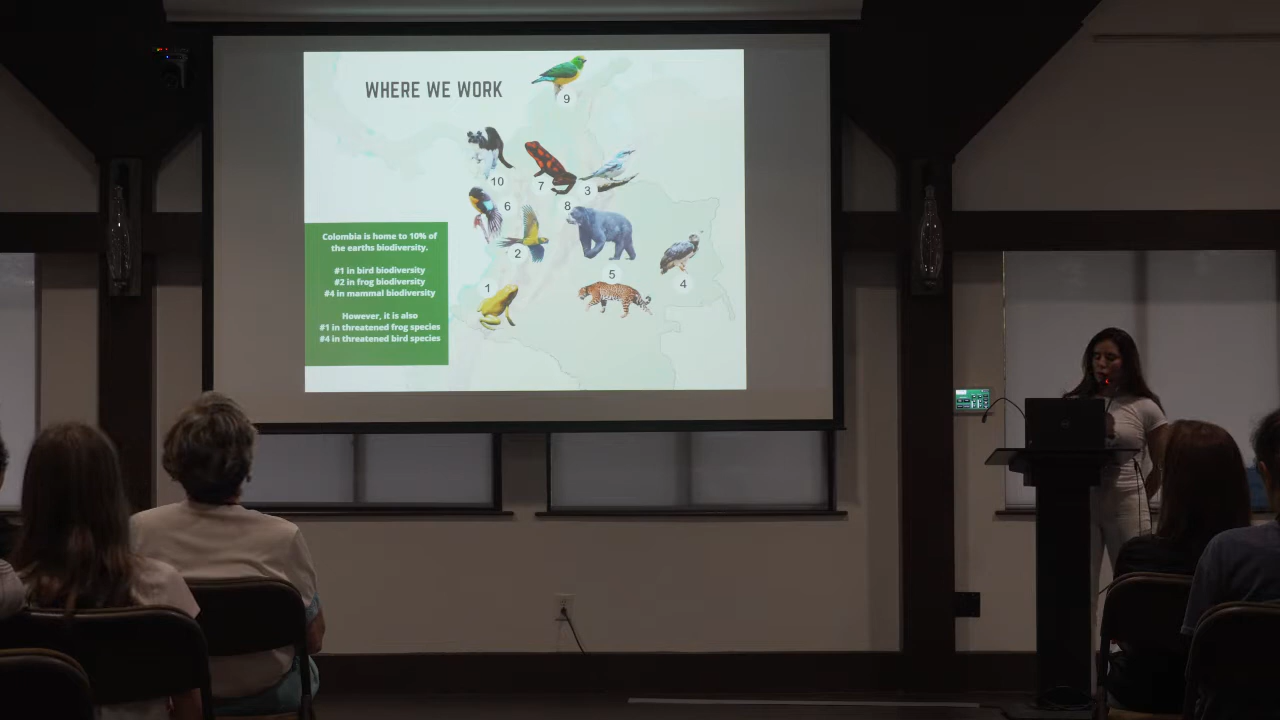 WHERE WE WORK
9
10
7
3
6
8
2
5
4
1
Colombia is home to 10% of
the earths biodiversity.
#1 in bird biodiversity
#2 in frog biodiversity
#4 in mammal biodiversity
However, it is also
#1 in threatened frog species
#4 in threatened bird species